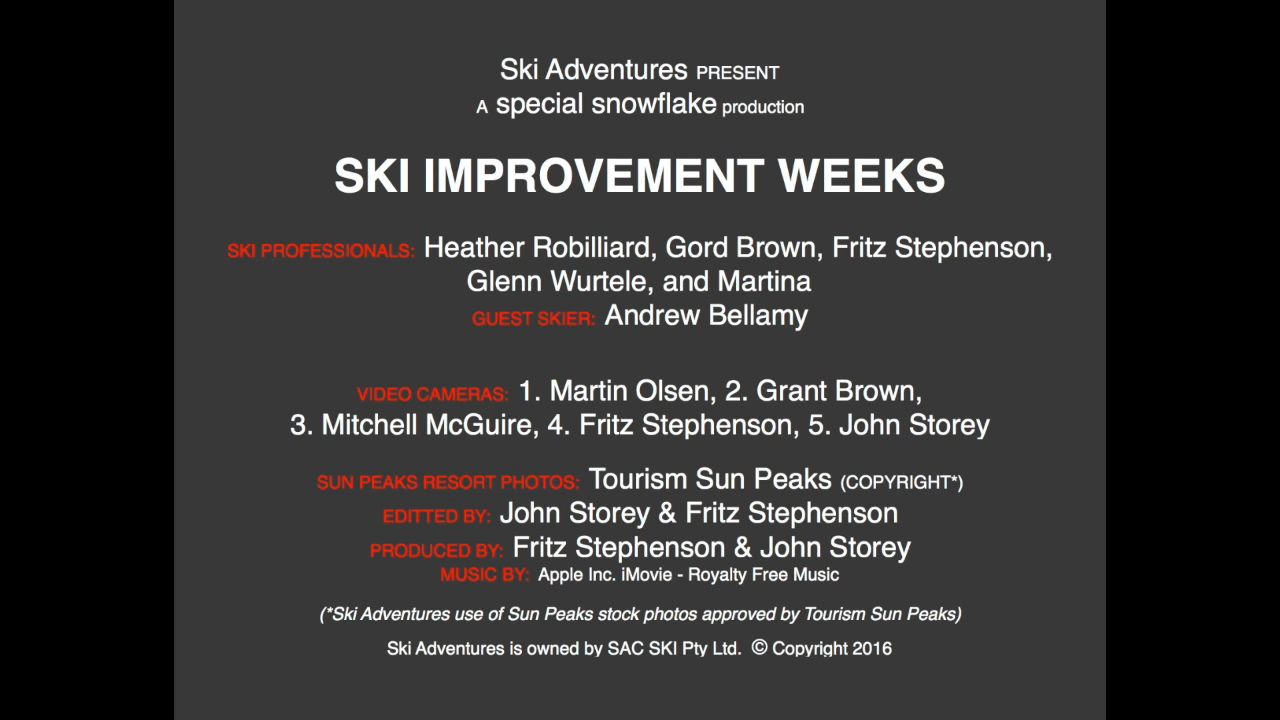 Ski Adventures PRESENT
A special snowflake production
SKI IMPROVEMENT WEEKS
SKI PROFESSIONALS: Heather Robilliard, Gord Brown, Fritz Stephenson,
Glenn Wurtele, and Martina
GUEST SKIER: Andrew Bellamy
VIDEO CAMERAS: 1. Martin Olsen, 2. Grant Brown,
3. Mitchell McGuire, 4. Fritz Stephenson, 5. John Storey
SUN PEAKS RESORT PHOTOS: Tourism Sun Peaks (COPYRIGHT*)
EDITTED BY: John Storey & Fritz Stephenson
PRODUCED BY: Fritz Stephenson & John Storey
MUSIC BY: Apple Inc. iMovie - Royalty Free Music
(*Ski Adventures use of Sun Peaks stock photos approved by Tourism Sun Peaks)
Ski Adventures is owned by SAC SKI Pty Ltd. © Copyright 2016